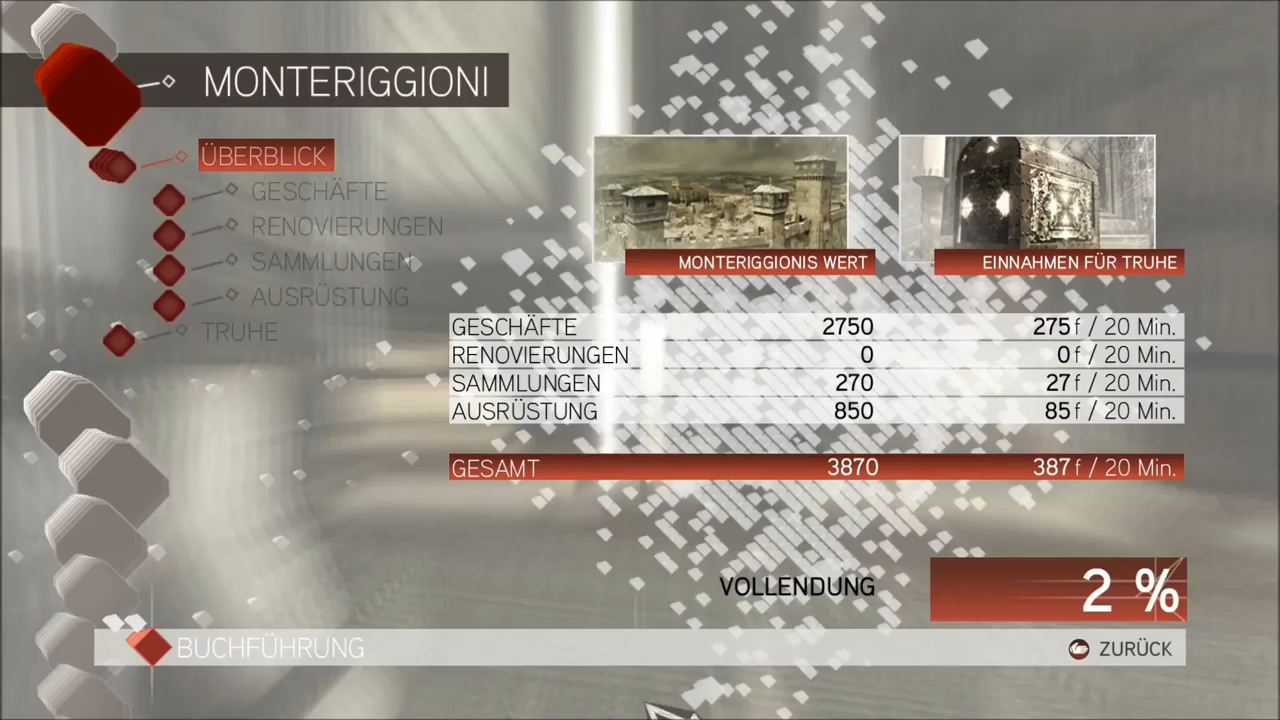 MONTERIGGIONI
ÜBERBLICK
GESCHÄFTE
RENOVIERUNGEN
SAMMLUNGEN
AUSRÜSTUNG
TRUHE
MONTERIGGIONIS WERT
EINNAHMEN FÜR TRUHE
GESCHÄFTE 2750 275 f / 20 Min.
RENOVIERUNGEN 0 0 f / 20 Min.
SAMMLUNGEN 270 27 f / 20 Min.
AUSRÜSTUNG 850 85 f / 20 Min.
GESAMT 3870 387 f / 20 Min.
VOLLENDUNG 2 %
BUCHFÜHRUNG
ZURÜCK